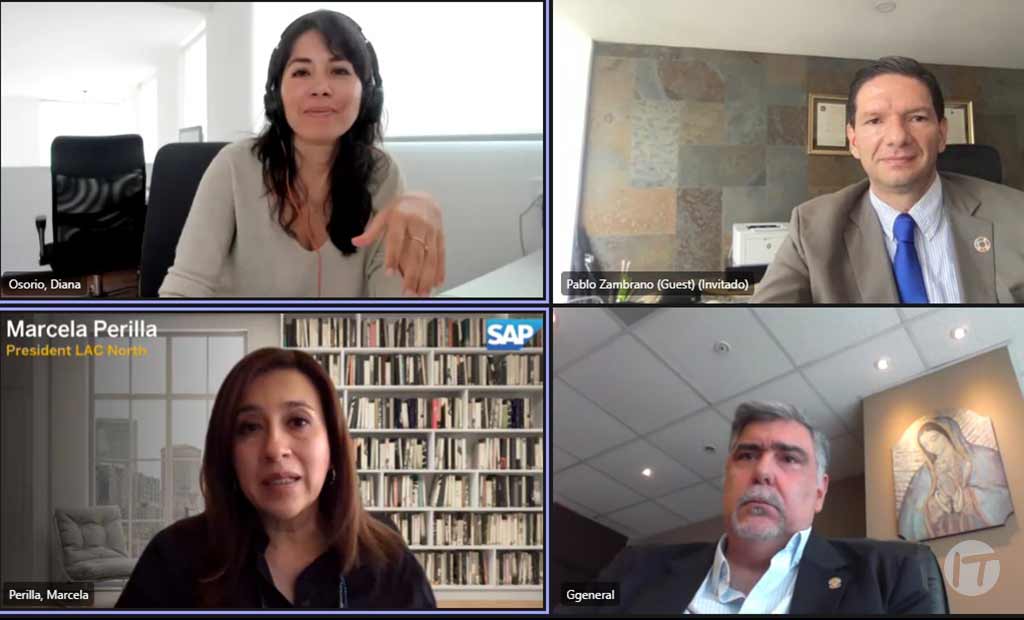 Osorio, Diana
Pablo Zambrano (Guest) (Invitado)
Marcela Perilla
President LAC North
SAP
Perilla, Marcela
Ggeneral
IT